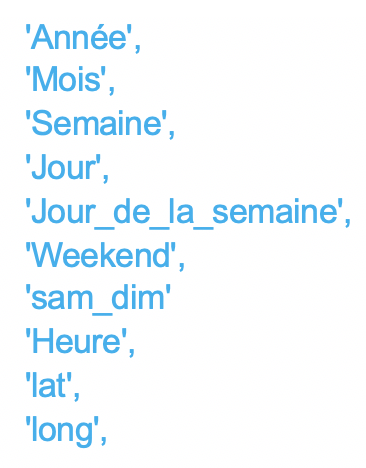 'Année',
'Mois',
'Semaine',
'Jour',
'Jour_de_la_semaine',
'Weekend',
'sam_dim'
'Heure',
'lat',
'long',